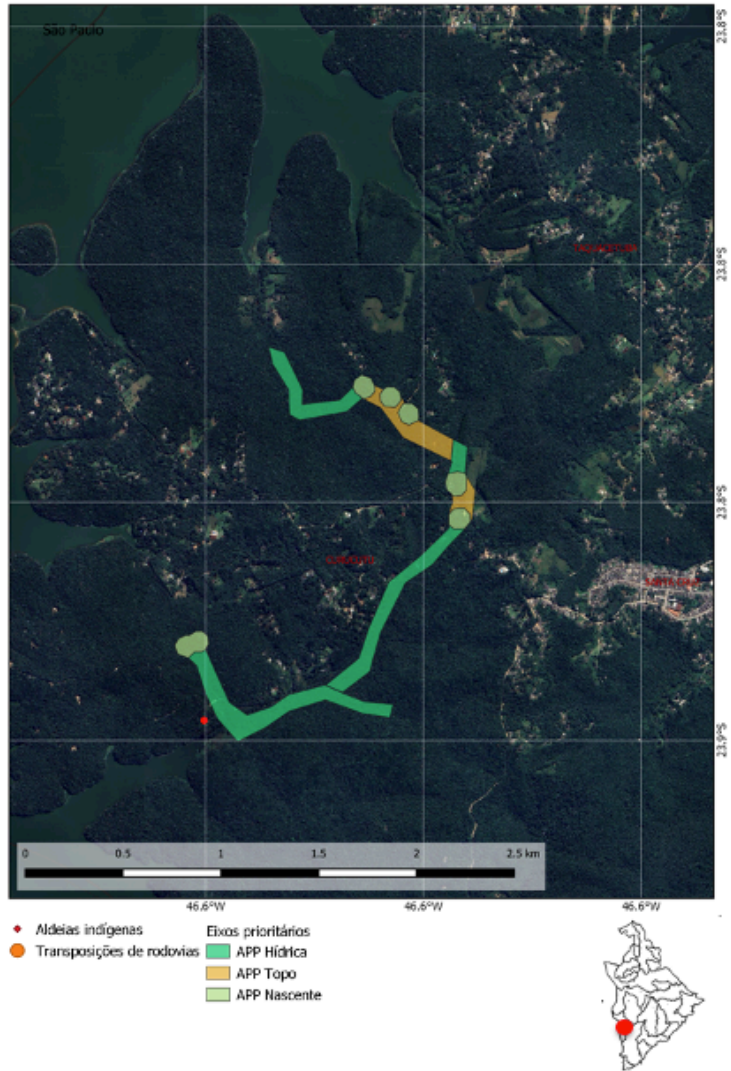 São Paulo
23.8°S
23.8°S
23.8°S
23.9°S
0 0.5 1 1.5 2 2.5 km
46.6°W 46.6°W 46.6°W
Aldeias indígenas
Transposições de rodovias
Eixos prioritários
APP Hídrica
APP Topo
APP Nascente